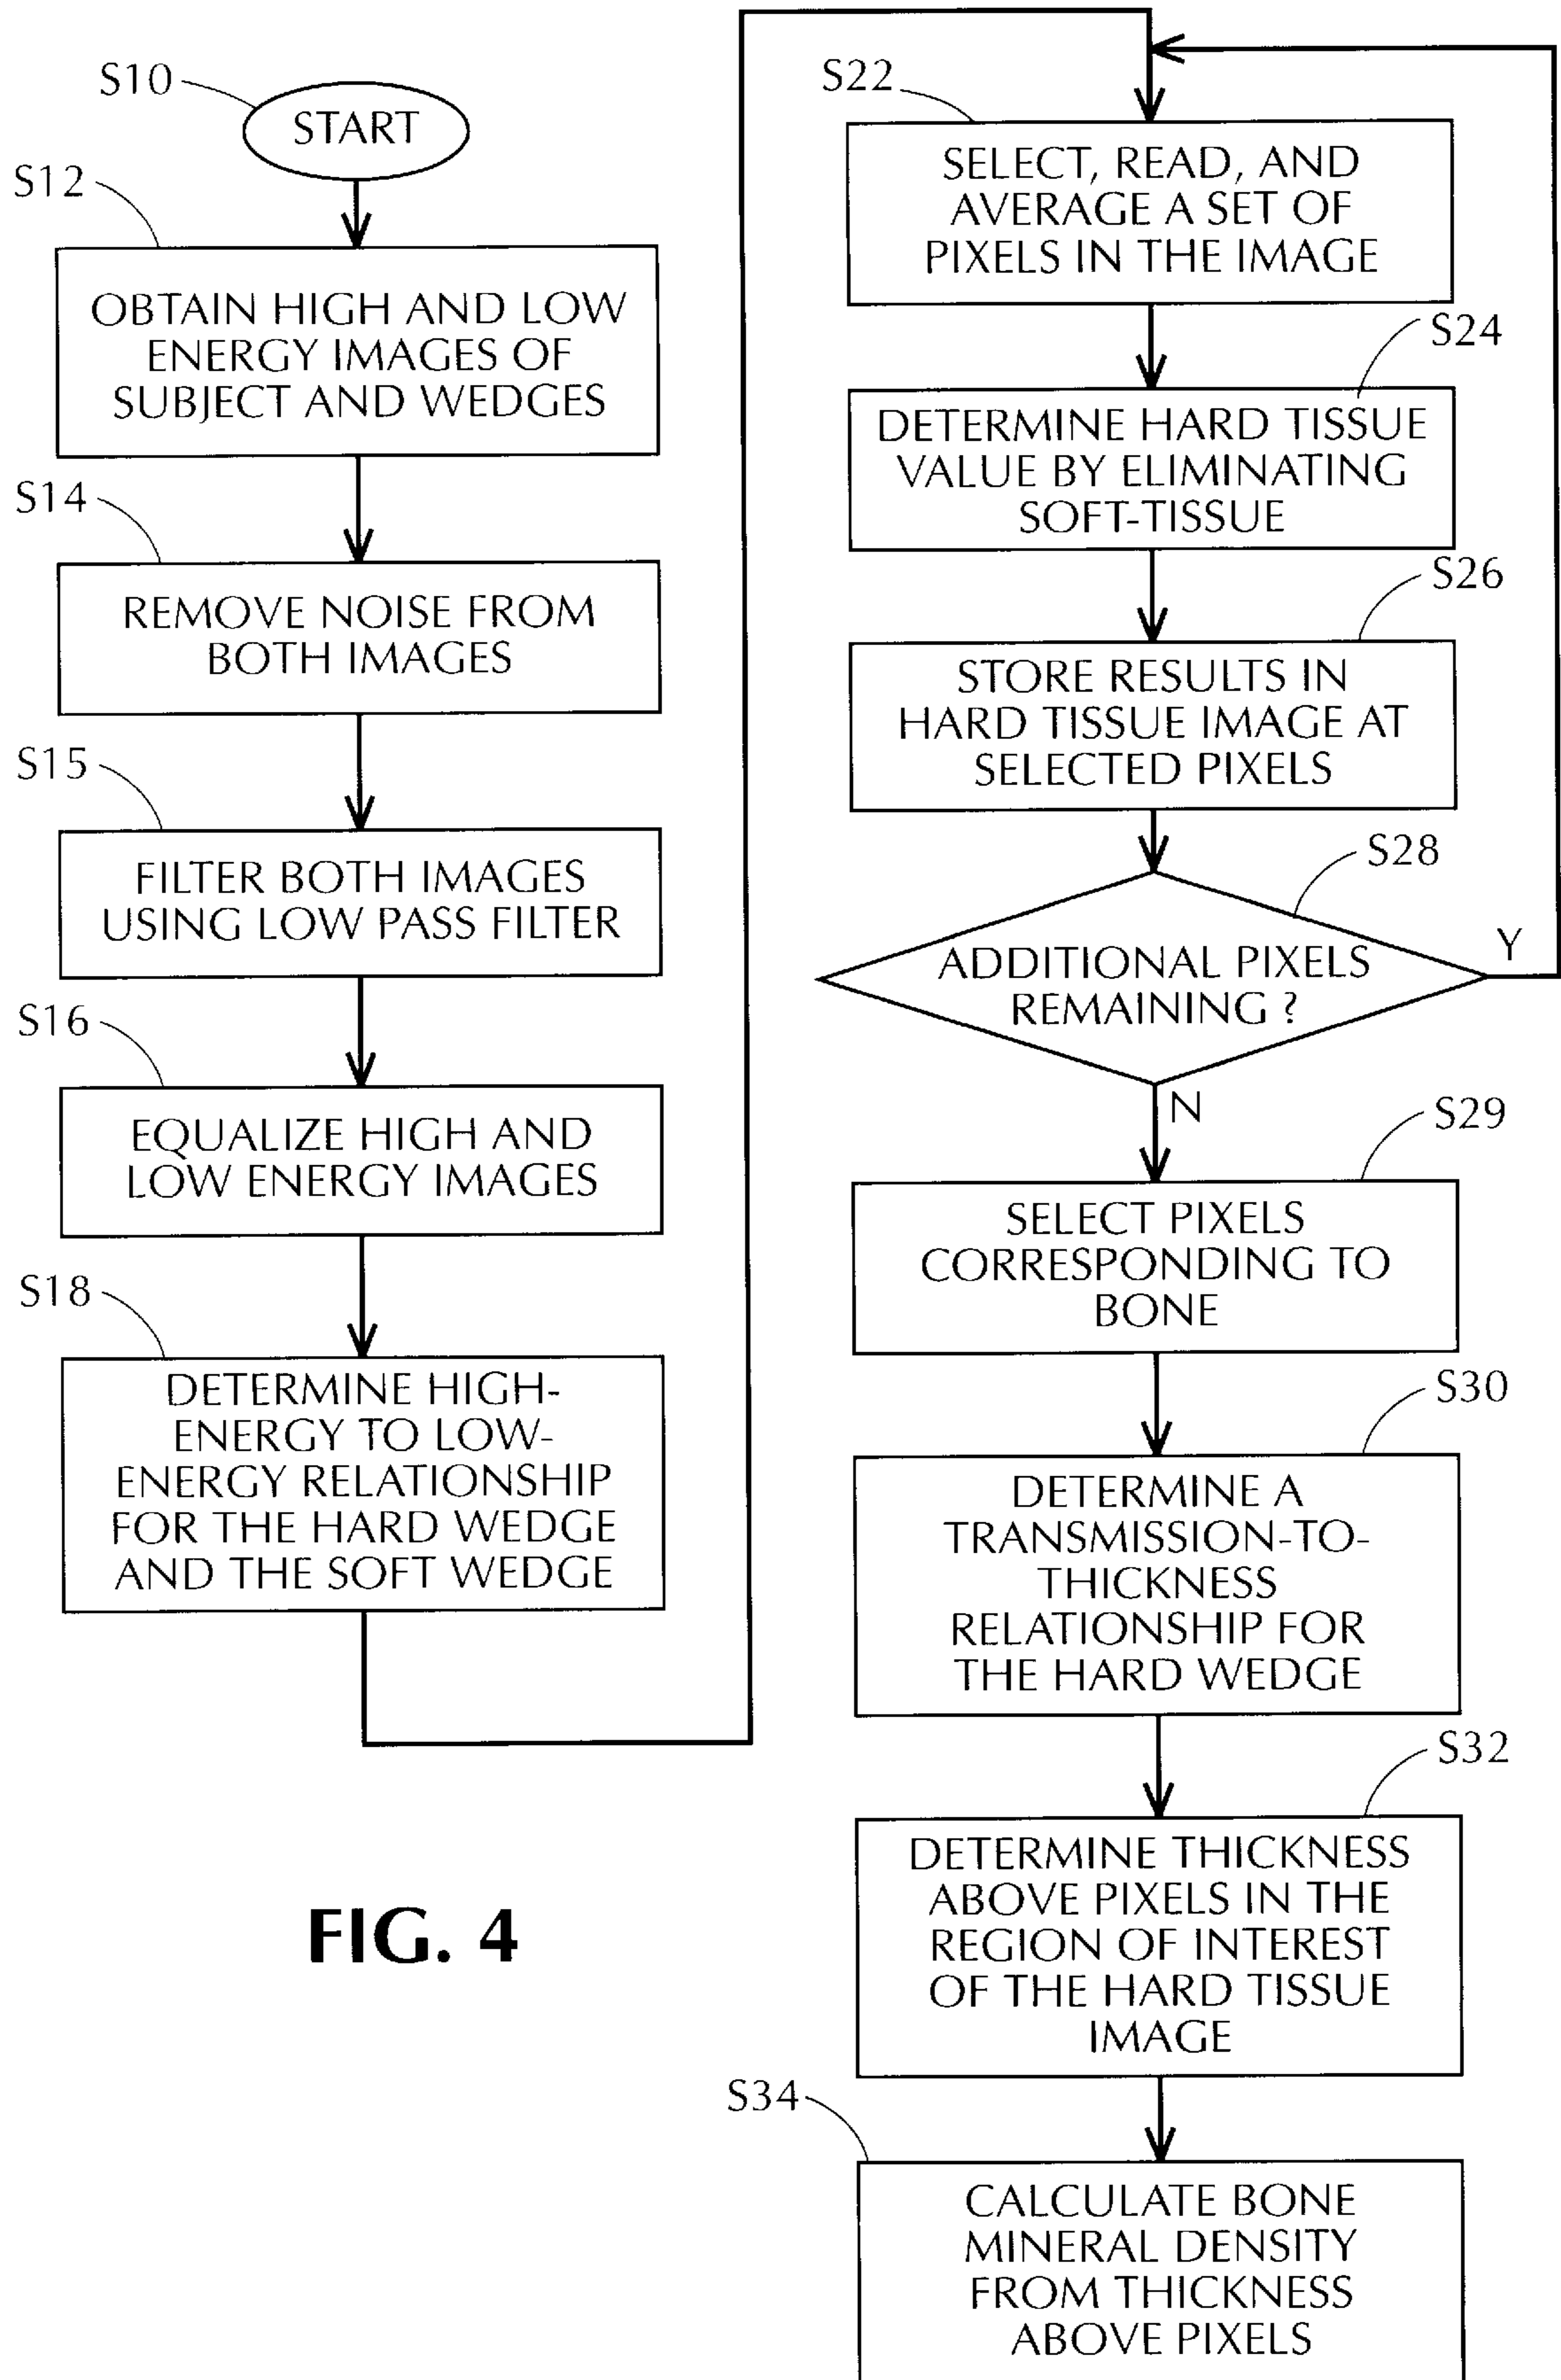 S10
START
S12
OBTAIN HIGH AND LOW
ENERGY IMAGES OF
SUBJECT AND WEDGES
S14
REMOVE NOISE FROM
BOTH IMAGES
S15
FILTER BOTH IMAGES
USING LOW PASS FILTER
S16
EQUALIZE HIGH AND
LOW ENERGY IMAGES
S18
DETERMINE HIGH-
ENERGY TO LOW-
ENERGY RELATIONSHIP
FOR THE HARD WEDGE
AND THE SOFT WEDGE
S22
SELECT, READ, AND
AVERAGE A SET OF
PIXELS IN THE IMAGE
S24
DETERMINE HARD TISSUE
VALUE BY ELIMINATING
SOFT-TISSUE
S26
STORE RESULTS IN
HARD TISSUE IMAGE AT
SELECTED PIXELS
S28
ADDITIONAL PIXELS
REMAINING ?
Y
N
S29
SELECT PIXELS
CORRESPONDING TO
BONE
S30
DETERMINE A
TRANSMISSION-TO-
THICKNESS
RELATIONSHIP FOR
THE HARD WEDGE
S32
DETERMINE THICKNESS
ABOVE PIXELS IN THE
REGION OF INTEREST
OF THE HARD TISSUE
IMAGE
S34
CALCULATE BONE
MINERAL DENSITY
FROM THICKNESS
ABOVE PIXELS
FIG. 4